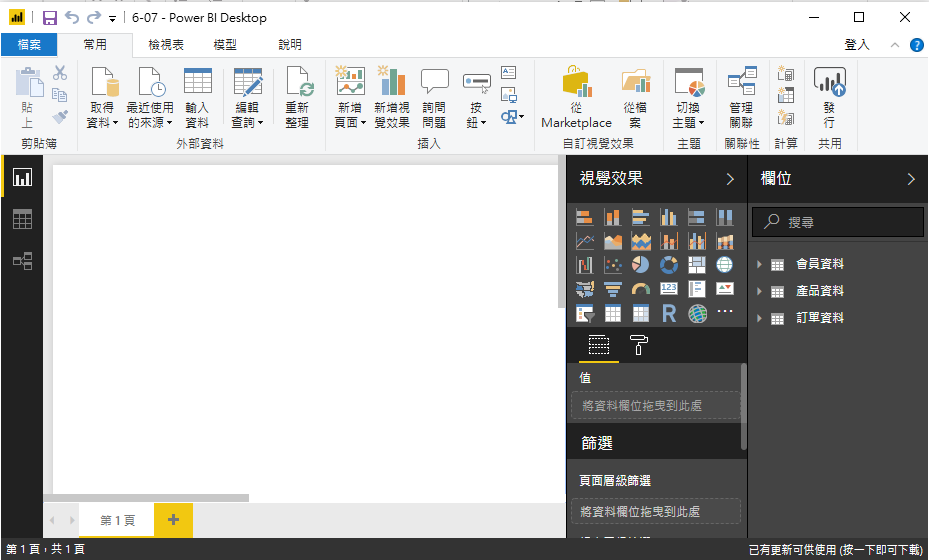 6-07 - Power BI Desktop
檔案 常用 檢視表 模型 說明 登入
貼上
取得資料
最近使用的來源
輸入資料
編輯查詢
重新整理
新增頁面
新增視覺效果
詢問問題
按鈕
從 Marketplace
從檔案
切換主題
管理關聯
發行
剪貼簿 外部資料 插入 自訂視覺效果 主題 關聯性 計算 共用
視覺效果
123
R
值
將資料欄位拖曳到此處
篩選
頁面層級篩選
將資料欄位拖曳到此處
欄位
搜尋
會員資料
產品資料
訂單資料
第 1 頁
第 1 頁，共 1 頁
已有更新可供使用 (按一下即可下載)